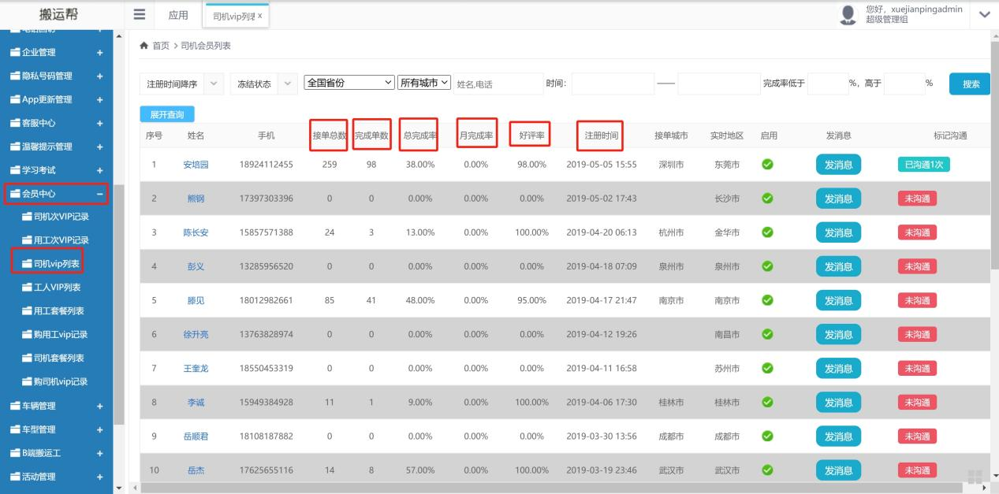 搬运帮
应用
司机vip列表 x
您好，xuejianpingadmin
超级管理组
企业管理 +
隐私号码管理 +
App更新管理 +
客服中心 +
温馨提示管理 +
学习考试 +
会员中心 −
司机次VIP记录
用工次VIP记录
司机vip列表
工人VIP列表
用工套餐列表
购用工vip记录
司机套餐列表
购司机vip记录
车辆管理 +
车型管理 +
B端搬运工 +
活动管理 +
首页 > 司机会员列表
注册时间降序 冻结状态 全国省份 所有城市 姓名,电话 时间: —— 完成率低于 %，高于 % 搜索
展开查询
序号 姓名 手机 接单总数 完成单数 总完成率 月完成率 好评率 注册时间 接单城市 实时地区 启用 发消息 标记沟通
1 安培园 18924112455 259 98 38.00% 0.00% 98.00% 2019-05-05 15:55 深圳市 东莞市 发消息 已沟通1次
2 熊钢 17397303396 0 0 0.00% 0.00% 0.00% 2019-05-02 17:43 长沙市 发消息 未沟通
3 陈长安 15857571388 24 3 13.00% 0.00% 100.00% 2019-04-20 06:13 杭州市 金华市 发消息 未沟通
4 彭义 13285956520 0 0 0.00% 0.00% 0.00% 2019-04-18 07:09 泉州市 泉州市 发消息 未沟通
5 滕见 18012982661 85 41 48.00% 0.00% 95.00% 2019-04-17 21:47 南京市 南京市 发消息 未沟通
6 徐升亮 13763828974 0 0 0.00% 0.00% 0.00% 2019-04-12 19:26 南昌市 发消息 未沟通
7 王奎龙 18550453319 0 0 0.00% 0.00% 0.00% 2019-04-11 16:58 苏州市 发消息 未沟通
8 李诚 15949384928 11 1 9.00% 0.00% 100.00% 2019-04-06 17:30 桂林市 桂林市 发消息 未沟通
9 岳顺君 18108187882 0 0 0.00% 0.00% 0.00% 2019-03-30 13:56 成都市 成都市 发消息 未沟通
10 岳杰 17625655116 14 8 57.00% 0.00% 100.00% 2019-03-19 23:46 武汉市 武汉市 发消息 未沟通